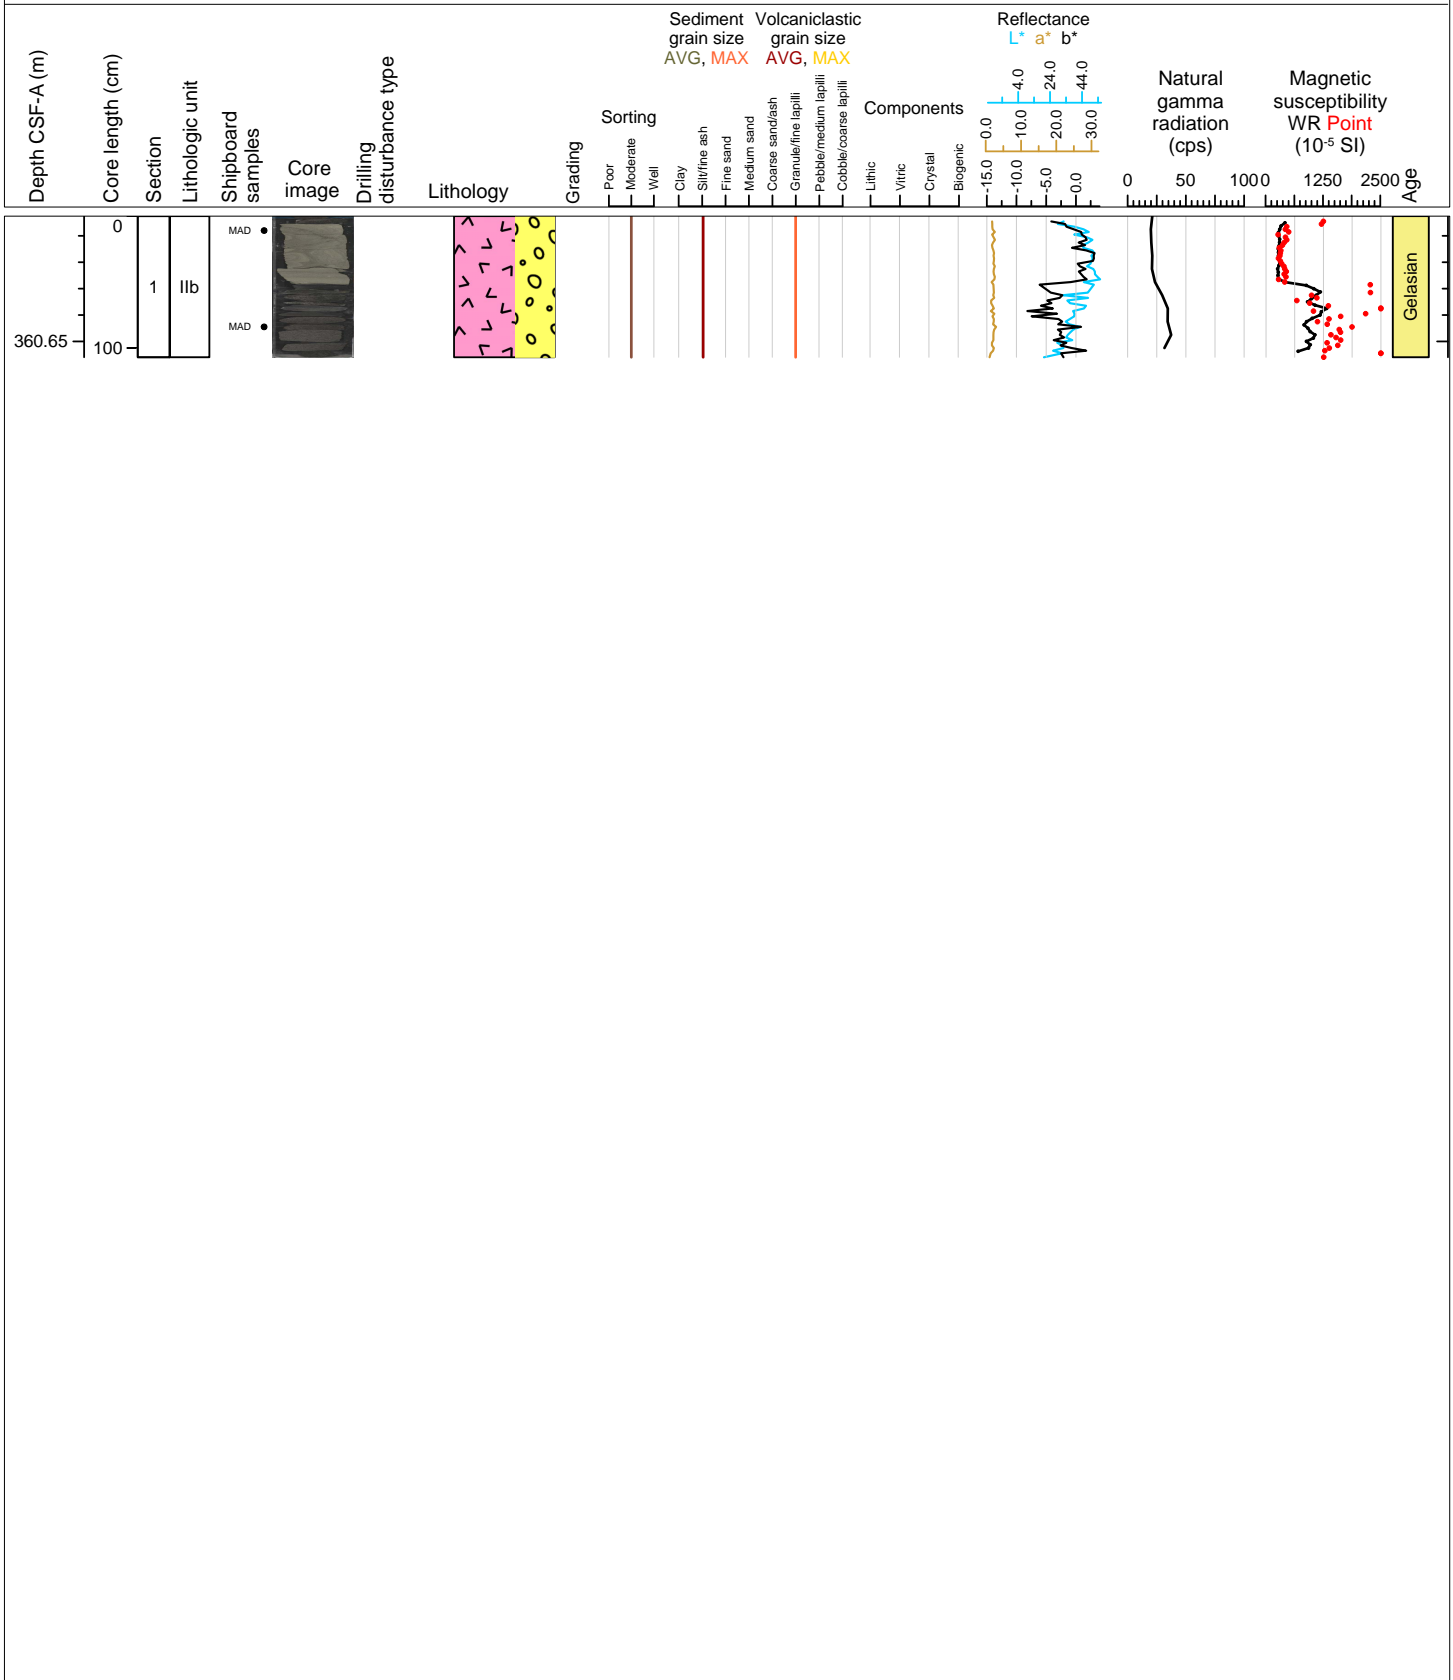 Depth CSF-A (m)
Core length (cm)
Section
Lithologic unit
Shipboard
samples
Core
image
Drilling
disturbance type
Lithology
Grading
Sorting
Poor
Moderate
Well
Sediment
grain size
AVG, MAX
Volcaniclastic
grain size
AVG, MAX
Clay
Silt/fine ash
Fine sand
Medium sand
Coarse sand/ash
Granule/fine lapilli
Pebble/medium lapilli
Cobble/coarse lapilli
Components
Lithic
Vitric
Crystal
Biogenic
Reflectance
L* a* b*
4.0 24.0 44.0
0.0 10.0 20.0 30.0
-15.0 -10.0 -5.0 0.0
Natural
gamma
radiation
(cps)
0 50 100
Magnetic
susceptibility
WR Point
(10-5 SI)
0 1250 2500
Age
0
MAD
1
IIb
MAD
360.65
100
Gelasian